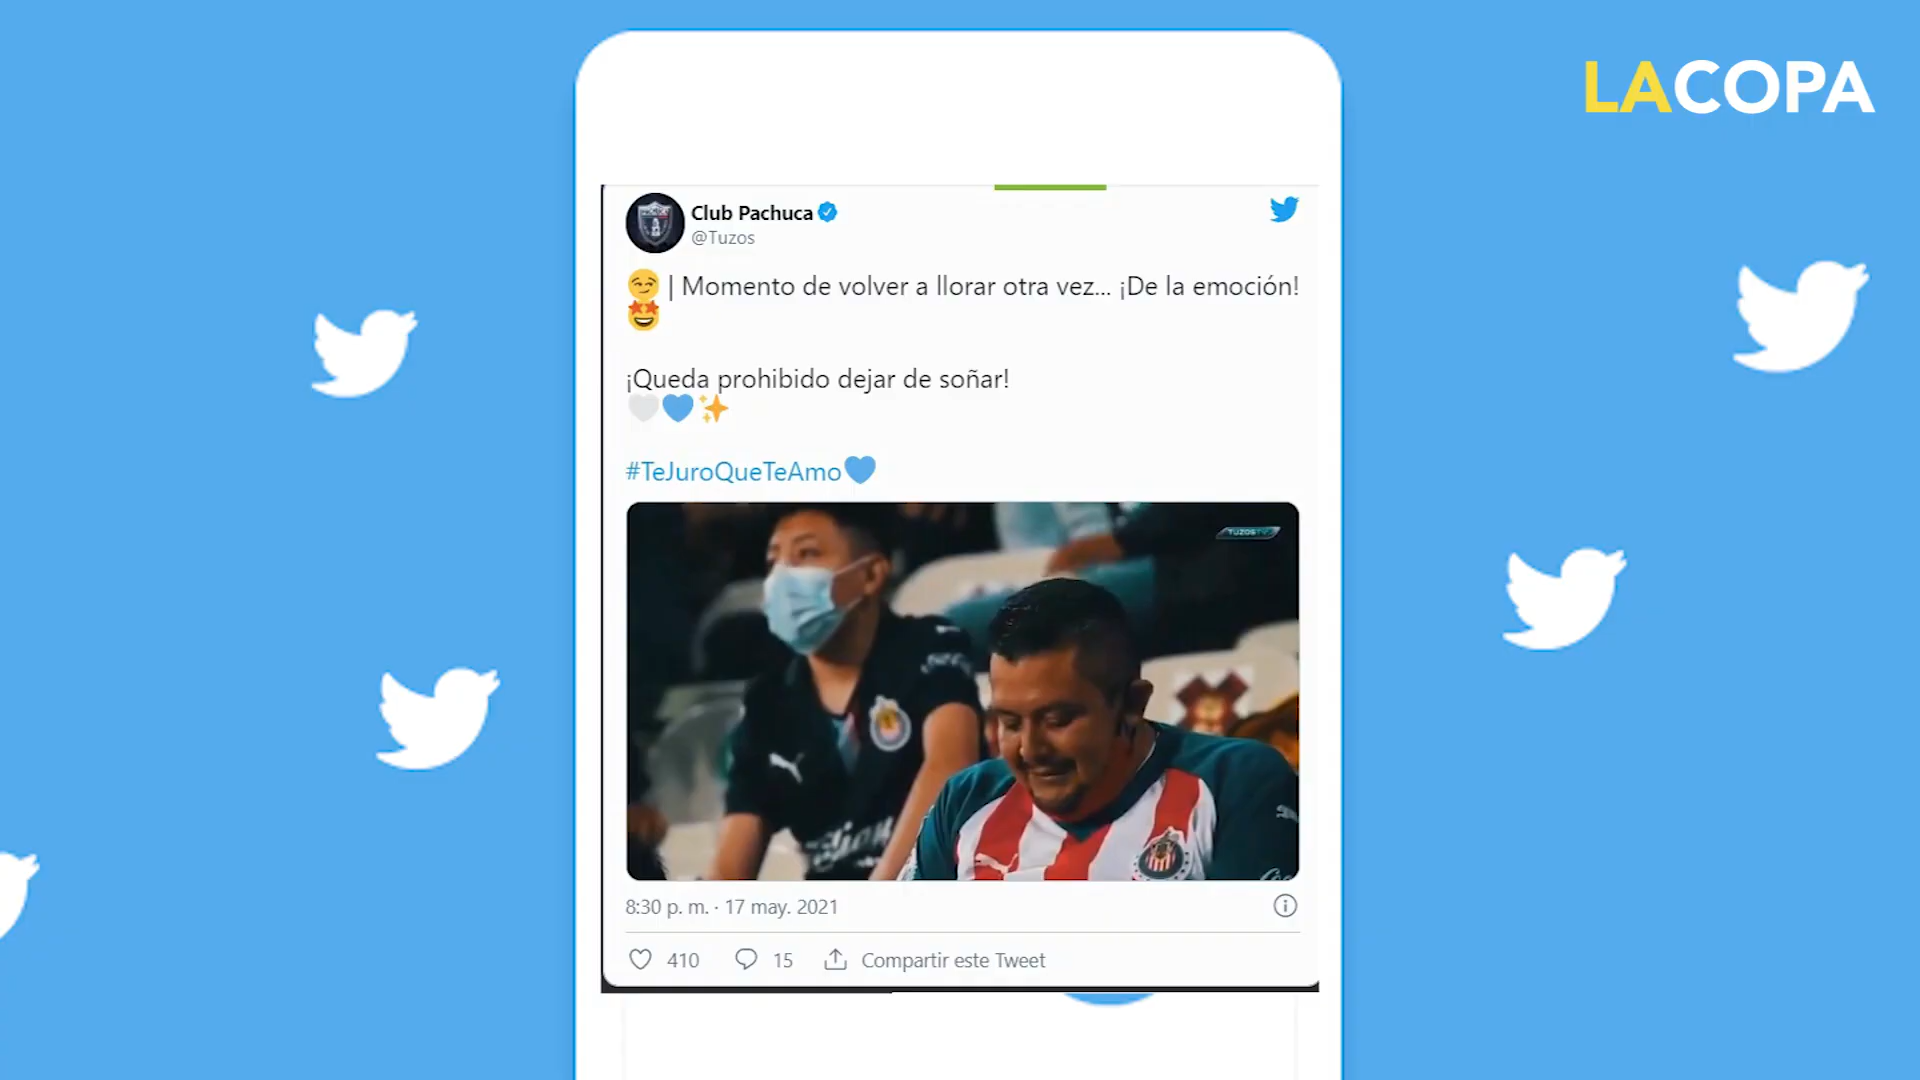 LACOPA
Club Pachuca
@Tuzos
| Momento de volver a llorar otra vez... ¡De la emoción!
¡Queda prohibido dejar de soñar!
#TeJuroQueTeAmo
TUZOSTV
8:30 p. m. · 17 may. 2021
410 15 Compartir este Tweet